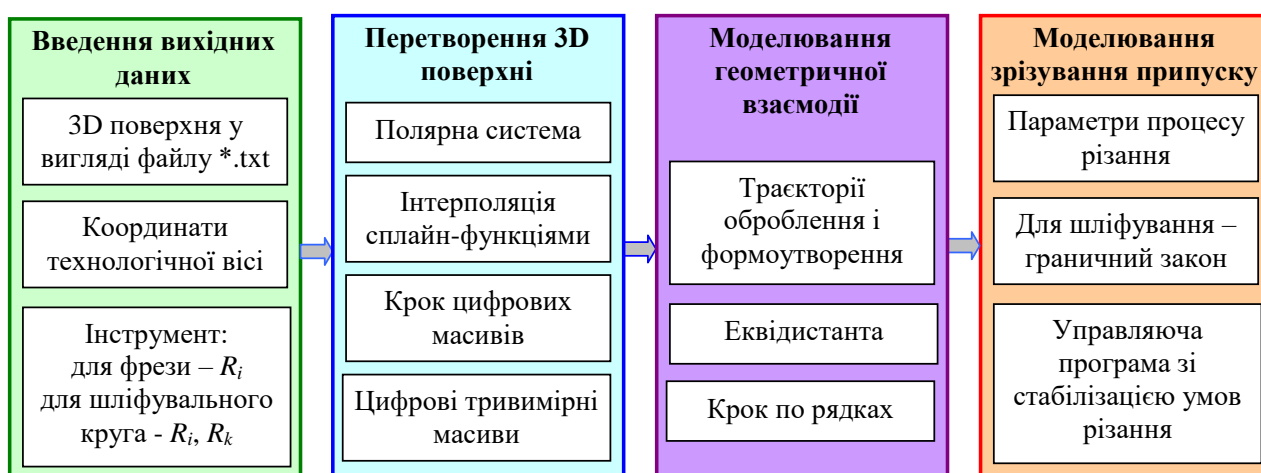 Введення вихідних
даних
3D поверхня у
вигляді файлу *.txt
Координати
технологічної вісі
Інструмент:
для фрези – Ri
для шліфувального
круга - Ri, Rk
Перетворення 3D
поверхні
Полярна система
Інтерполяція
сплайн-функціями
Крок цифрових
масивів
Цифрові тривимірні
масиви
Моделювання
геометричної
взаємодії
Траєкторії
оброблення і
формоутворення
Еквідистанта
Крок по рядках
Моделювання
зрізування припуску
Параметри процесу
різання
Для шліфування –
граничний закон
Управляюча
програма зі
стабілізацією умов
різання